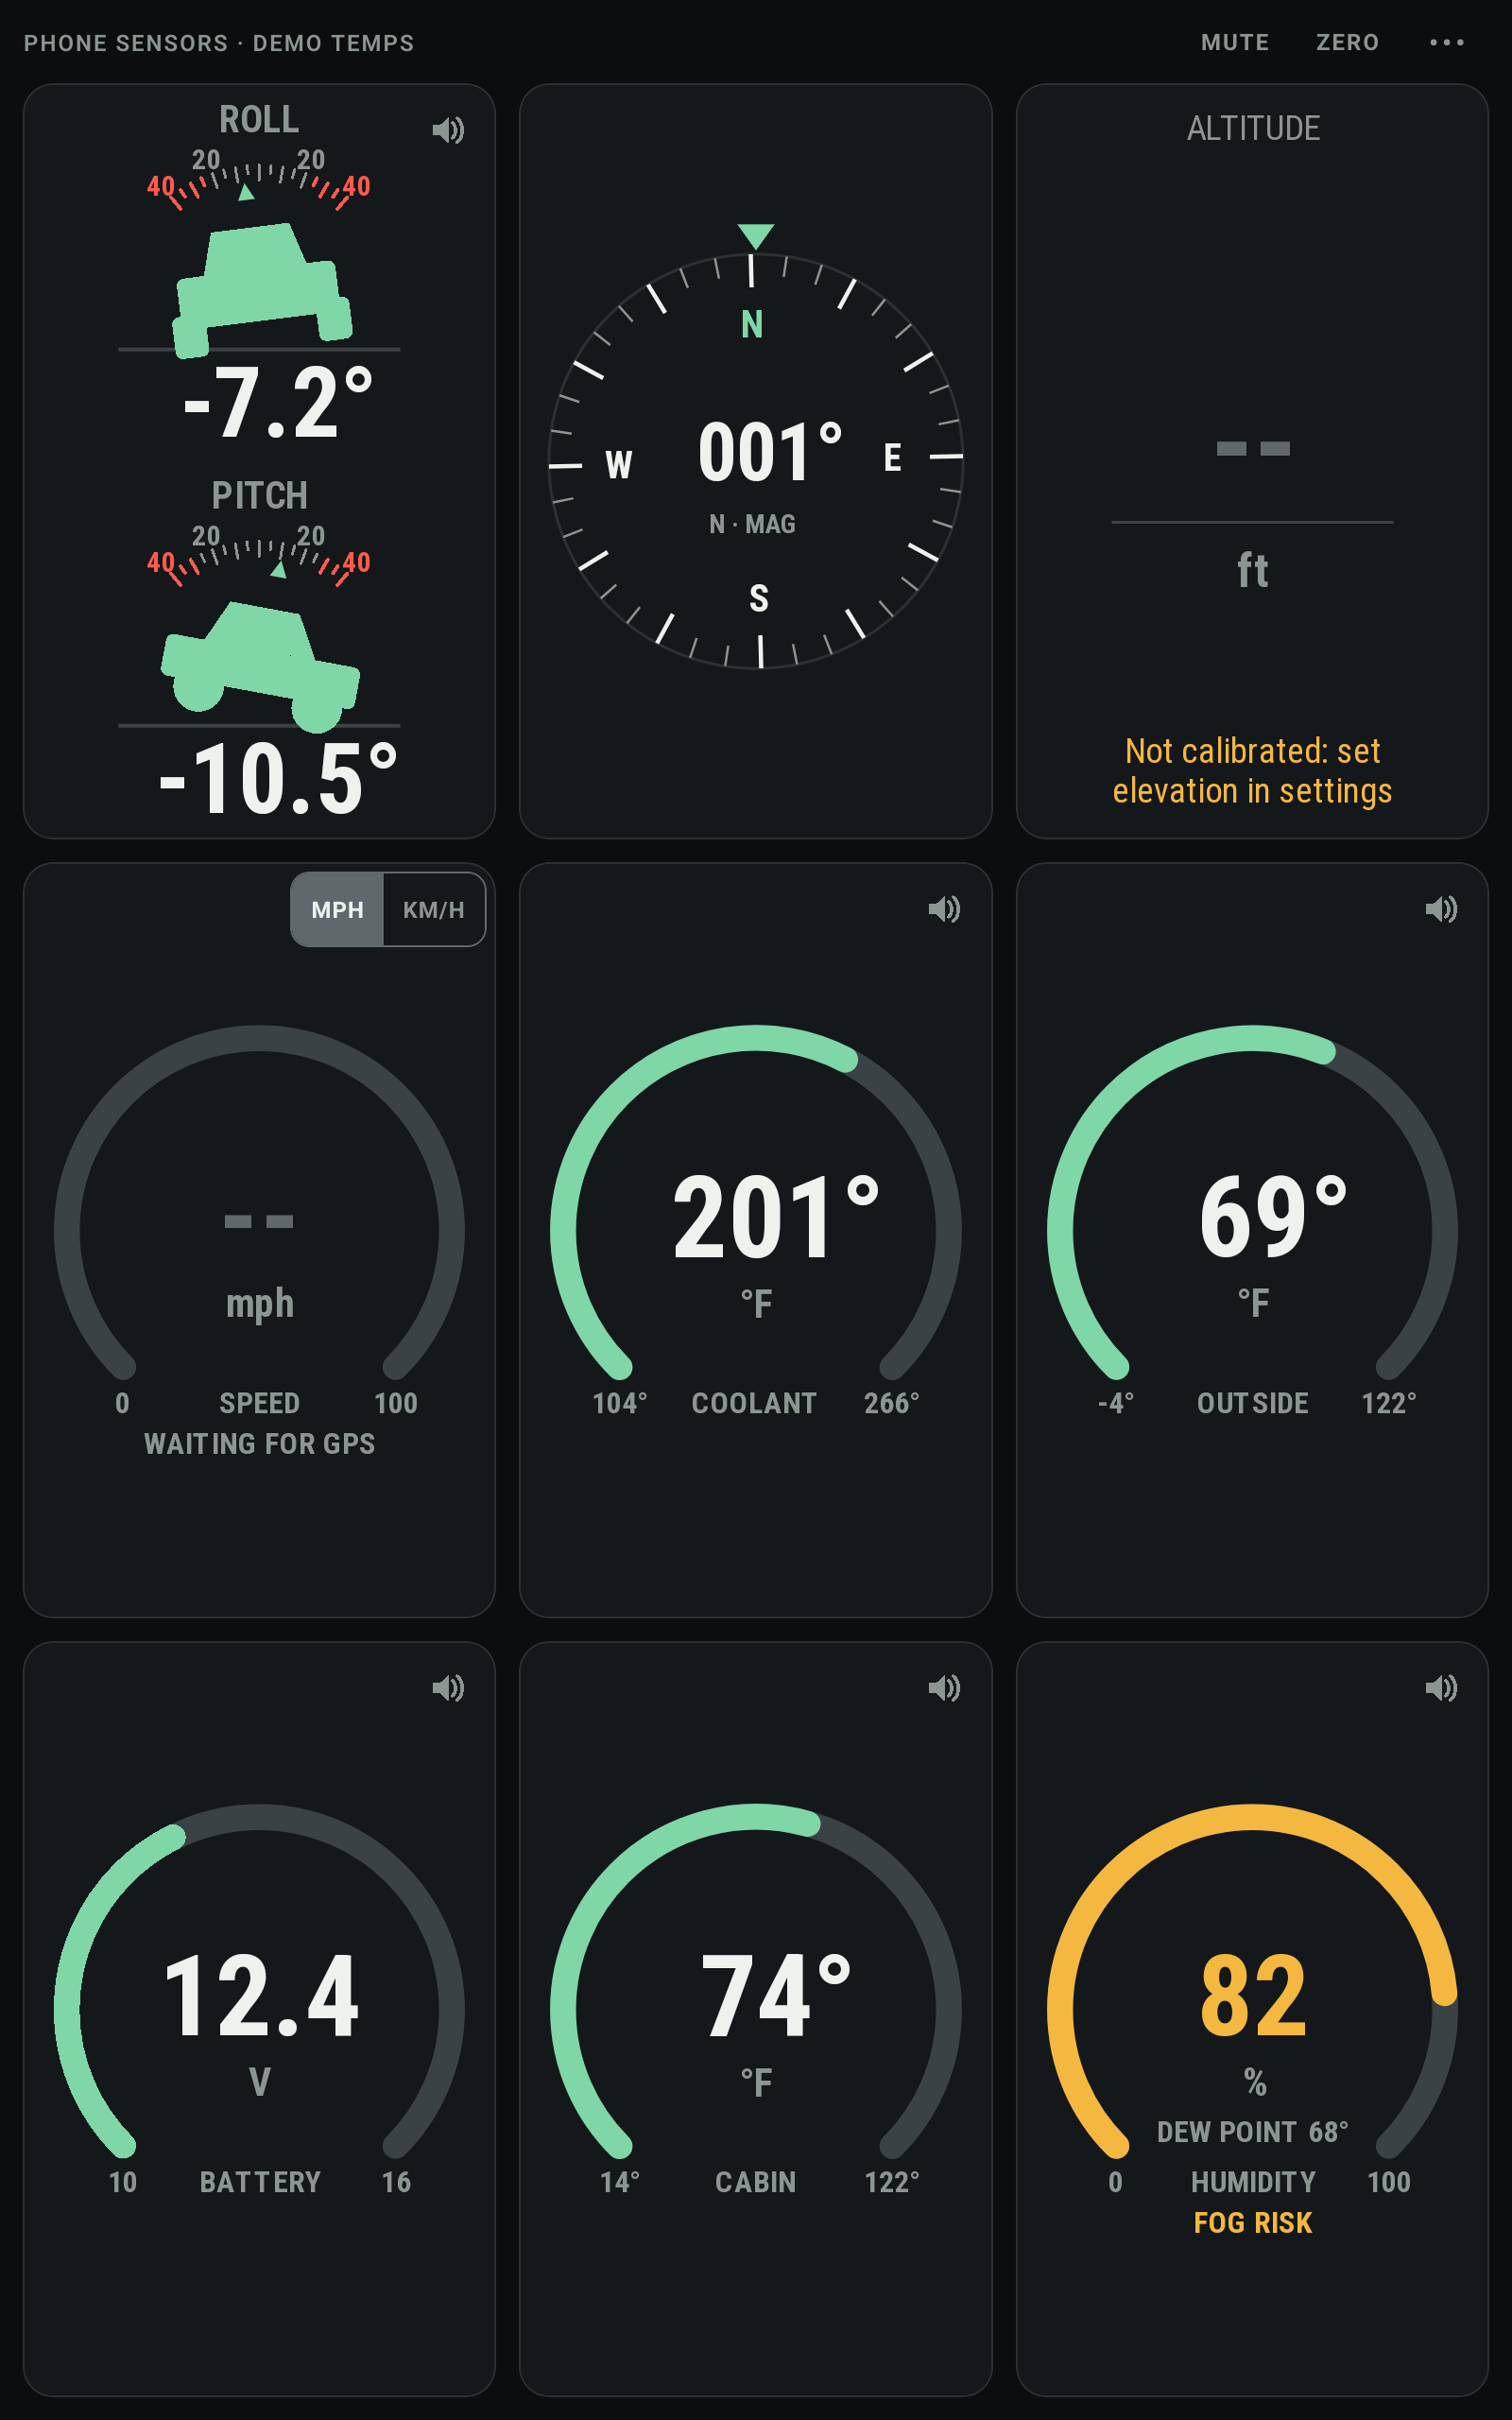 PHONE SENSORS · DEMO TEMPS
MUTE ZERO
ROLL
20 20
40 40
-7.2°
PITCH
20 20
40 40
-10.5°
N
W 001° E
N · MAG
S
ALTITUDE
--
ft
Not calibrated: set
elevation in settings
MPH KM/H
--
mph
0 SPEED 100
WAITING FOR GPS
201°
°F
104° COOLANT 266°
69°
°F
-4° OUTSIDE 122°
12.4
V
10 BATTERY 16
74°
°F
14° CABIN 122°
82
%
DEW POINT 68°
0 HUMIDITY 100
FOG RISK